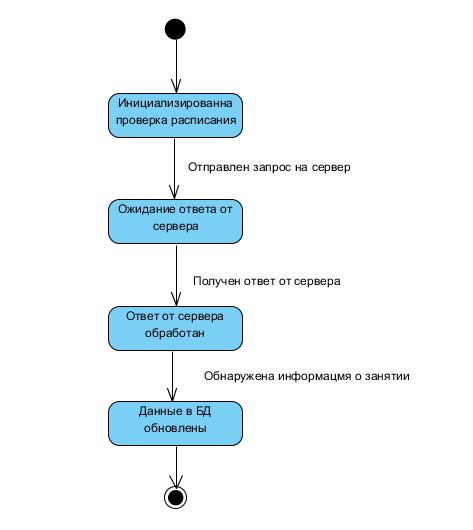 Инициализированна
проверка расписания
Отправлен запрос на сервер
Ожидание ответа от
сервера
Получен ответ от сервера
Ответ от сервера
обработан
Обнаружена информацмя о занятии
Данные в БД
обновлены